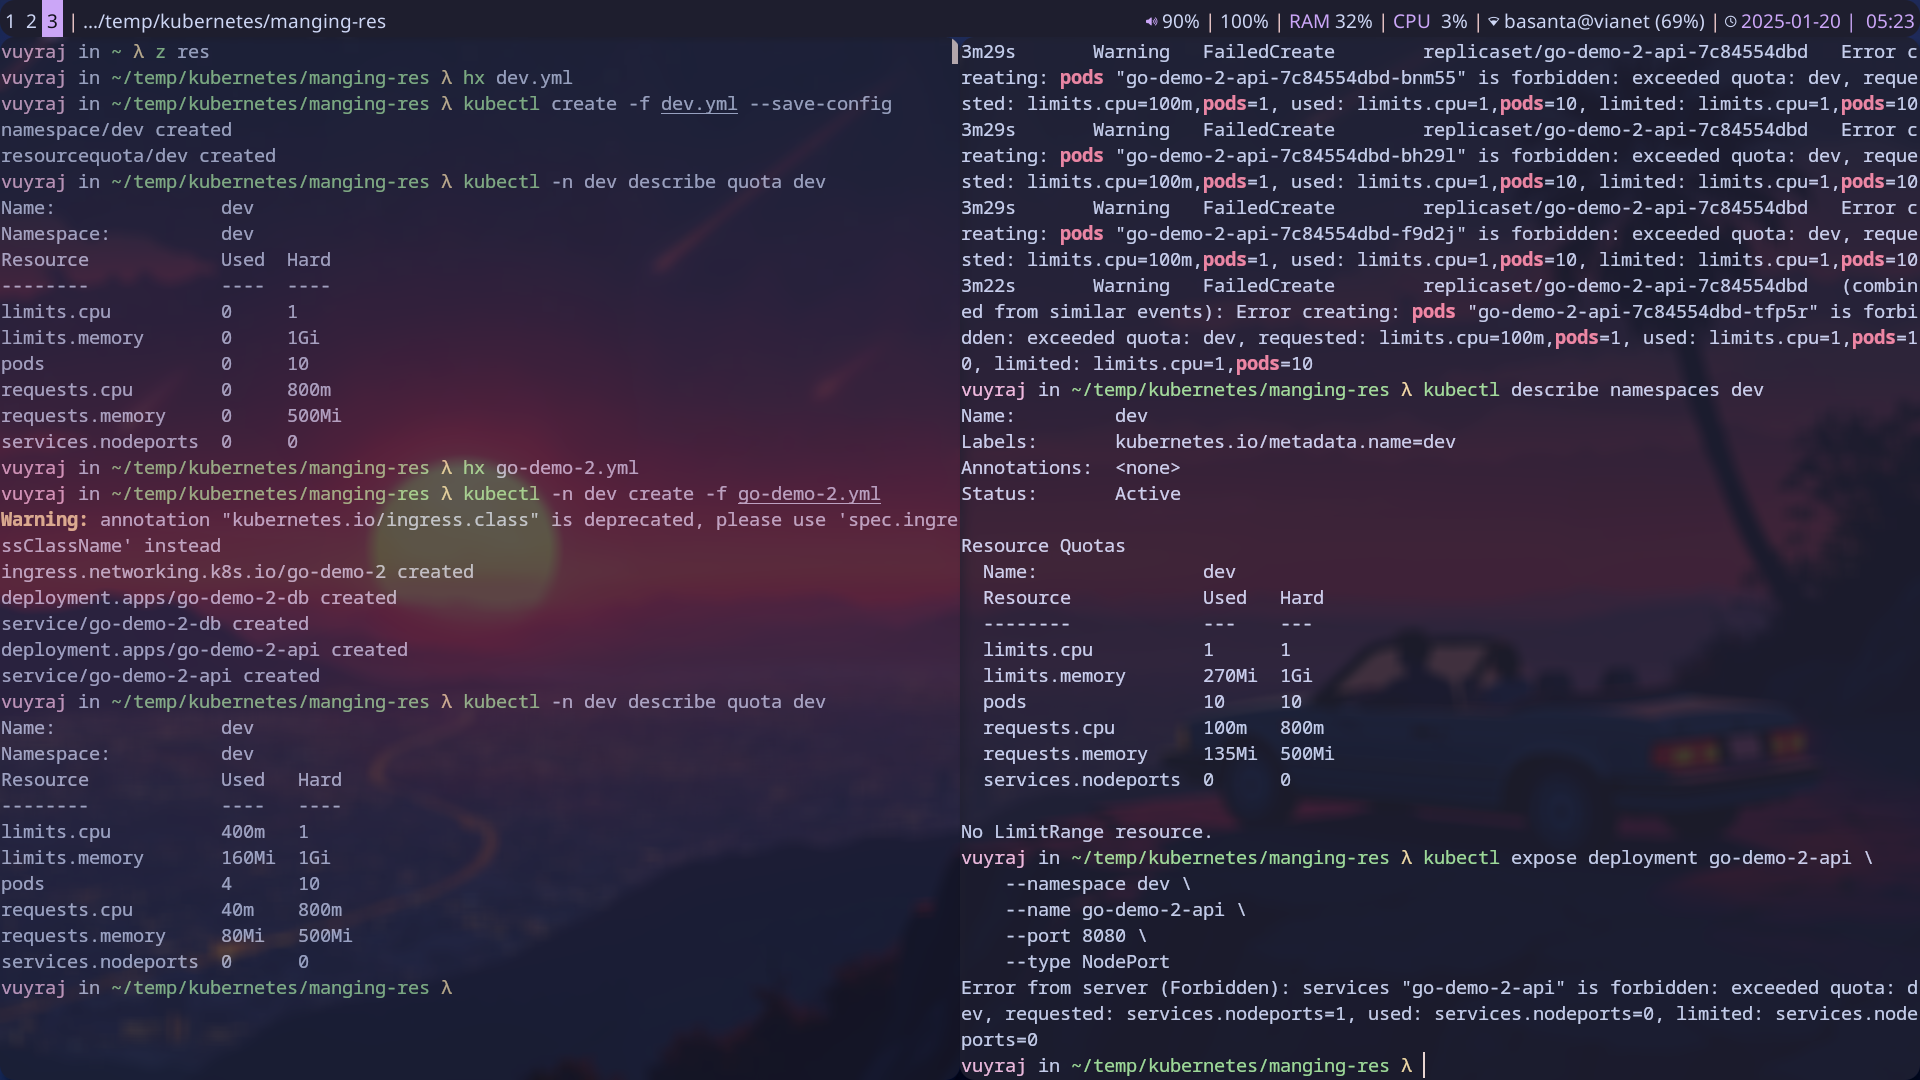 1 2 3 | .../temp/kubernetes/manging-res
90% | 100% | RAM 32% | CPU 3% | basanta@vianet (69%) | 2025-01-20 | 05:23
vuyraj in ~ λ z res
vuyraj in ~/temp/kubernetes/manging-res λ hx dev.yml
vuyraj in ~/temp/kubernetes/manging-res λ kubectl create -f dev.yml --save-config
namespace/dev created
resourcequota/dev created
vuyraj in ~/temp/kubernetes/manging-res λ kubectl -n dev describe quota dev
Name: dev
Namespace: dev
Resource Used Hard
-------- ---- ----
limits.cpu 0 1
limits.memory 0 1Gi
pods 0 10
requests.cpu 0 800m
requests.memory 0 500Mi
services.nodeports 0 0
vuyraj in ~/temp/kubernetes/manging-res λ hx go-demo-2.yml
vuyraj in ~/temp/kubernetes/manging-res λ kubectl -n dev create -f go-demo-2.yml
Warning: annotation "kubernetes.io/ingress.class" is deprecated, please use 'spec.ingre
ssClassName' instead
ingress.networking.k8s.io/go-demo-2 created
deployment.apps/go-demo-2-db created
service/go-demo-2-db created
deployment.apps/go-demo-2-api created
service/go-demo-2-api created
vuyraj in ~/temp/kubernetes/manging-res λ kubectl -n dev describe quota dev
Name: dev
Namespace: dev
Resource Used Hard
-------- ---- ----
limits.cpu 400m 1
limits.memory 160Mi 1Gi
pods 4 10
requests.cpu 40m 800m
requests.memory 80Mi 500Mi
services.nodeports 0 0
vuyraj in ~/temp/kubernetes/manging-res λ
3m29s Warning FailedCreate replicaset/go-demo-2-api-7c84554dbd Error c
reating: pods "go-demo-2-api-7c84554dbd-bnm55" is forbidden: exceeded quota: dev, reque
sted: limits.cpu=100m,pods=1, used: limits.cpu=1,pods=10, limited: limits.cpu=1,pods=10
3m29s Warning FailedCreate replicaset/go-demo-2-api-7c84554dbd Error c
reating: pods "go-demo-2-api-7c84554dbd-bh29l" is forbidden: exceeded quota: dev, reque
sted: limits.cpu=100m,pods=1, used: limits.cpu=1,pods=10, limited: limits.cpu=1,pods=10
3m29s Warning FailedCreate replicaset/go-demo-2-api-7c84554dbd Error c
reating: pods "go-demo-2-api-7c84554dbd-f9d2j" is forbidden: exceeded quota: dev, reque
sted: limits.cpu=100m,pods=1, used: limits.cpu=1,pods=10, limited: limits.cpu=1,pods=10
3m22s Warning FailedCreate replicaset/go-demo-2-api-7c84554dbd (combin
ed from similar events): Error creating: pods "go-demo-2-api-7c84554dbd-tfp5r" is forbi
dden: exceeded quota: dev, requested: limits.cpu=100m,pods=1, used: limits.cpu=1,pods=1
0, limited: limits.cpu=1,pods=10
vuyraj in ~/temp/kubernetes/manging-res λ kubectl describe namespaces dev
Name: dev
Labels: kubernetes.io/metadata.name=dev
Annotations: <none>
Status: Active
Resource Quotas
Name: dev
Resource Used Hard
-------- --- ---
limits.cpu 1 1
limits.memory 270Mi 1Gi
pods 10 10
requests.cpu 100m 800m
requests.memory 135Mi 500Mi
services.nodeports 0 0
No LimitRange resource.
vuyraj in ~/temp/kubernetes/manging-res λ kubectl expose deployment go-demo-2-api \
--namespace dev \
--name go-demo-2-api \
--port 8080 \
--type NodePort
Error from server (Forbidden): services "go-demo-2-api" is forbidden: exceeded quota: d
ev, requested: services.nodeports=1, used: services.nodeports=0, limited: services.node
ports=0
vuyraj in ~/temp/kubernetes/manging-res λ